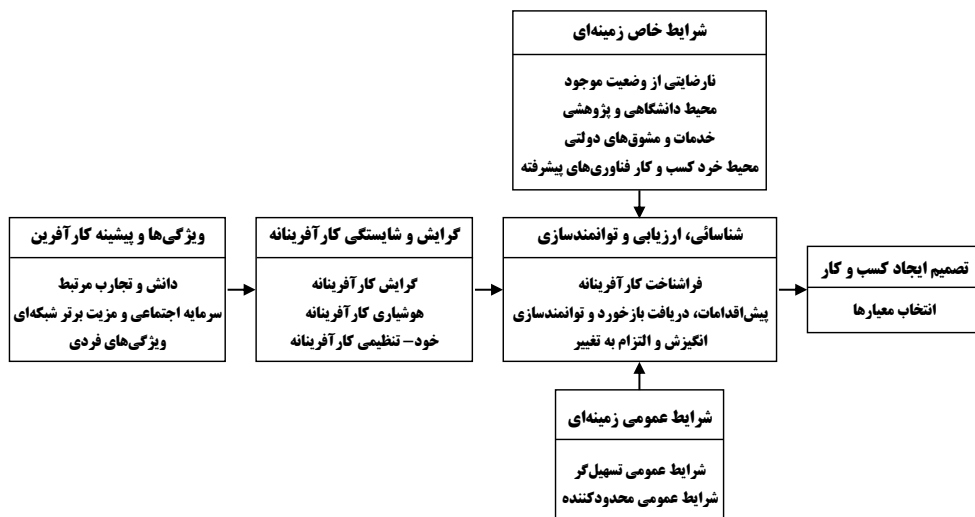 شرایط خاص زمینه‌ای
نارضایتی از وضعیت موجود
محیط دانشگاهی و پژوهشی
خدمات و مشوق‌های دولتی
محیط خرد کسب و کار فناوری‌های پیشرفته
ویژگی‌ها و پیشینه کارآفرین
دانش و تجارب مرتبط
سرمایه اجتماعی و مزیت برتر شبکه‌ای
ویژگی‌های فردی
گرایش و شایستگی کارآفرینانه
گرایش کارآفرینانه
هوشیاری کارآفرینانه
خود– تنظیمی کارآفرینانه
شناسائی، ارزیابی و توانمندسازی
فراشناخت کارآفرینانه
پیش‌اقدامات، دریافت بازخورد و توانمندسازی
انگیزش و التزام به تغییر
تصمیم ایجاد کسب و کار
انتخاب معیارها
شرایط عمومی زمینه‌ای
شرایط عمومی تسهیل‌گر
شرایط عمومی محدودکننده